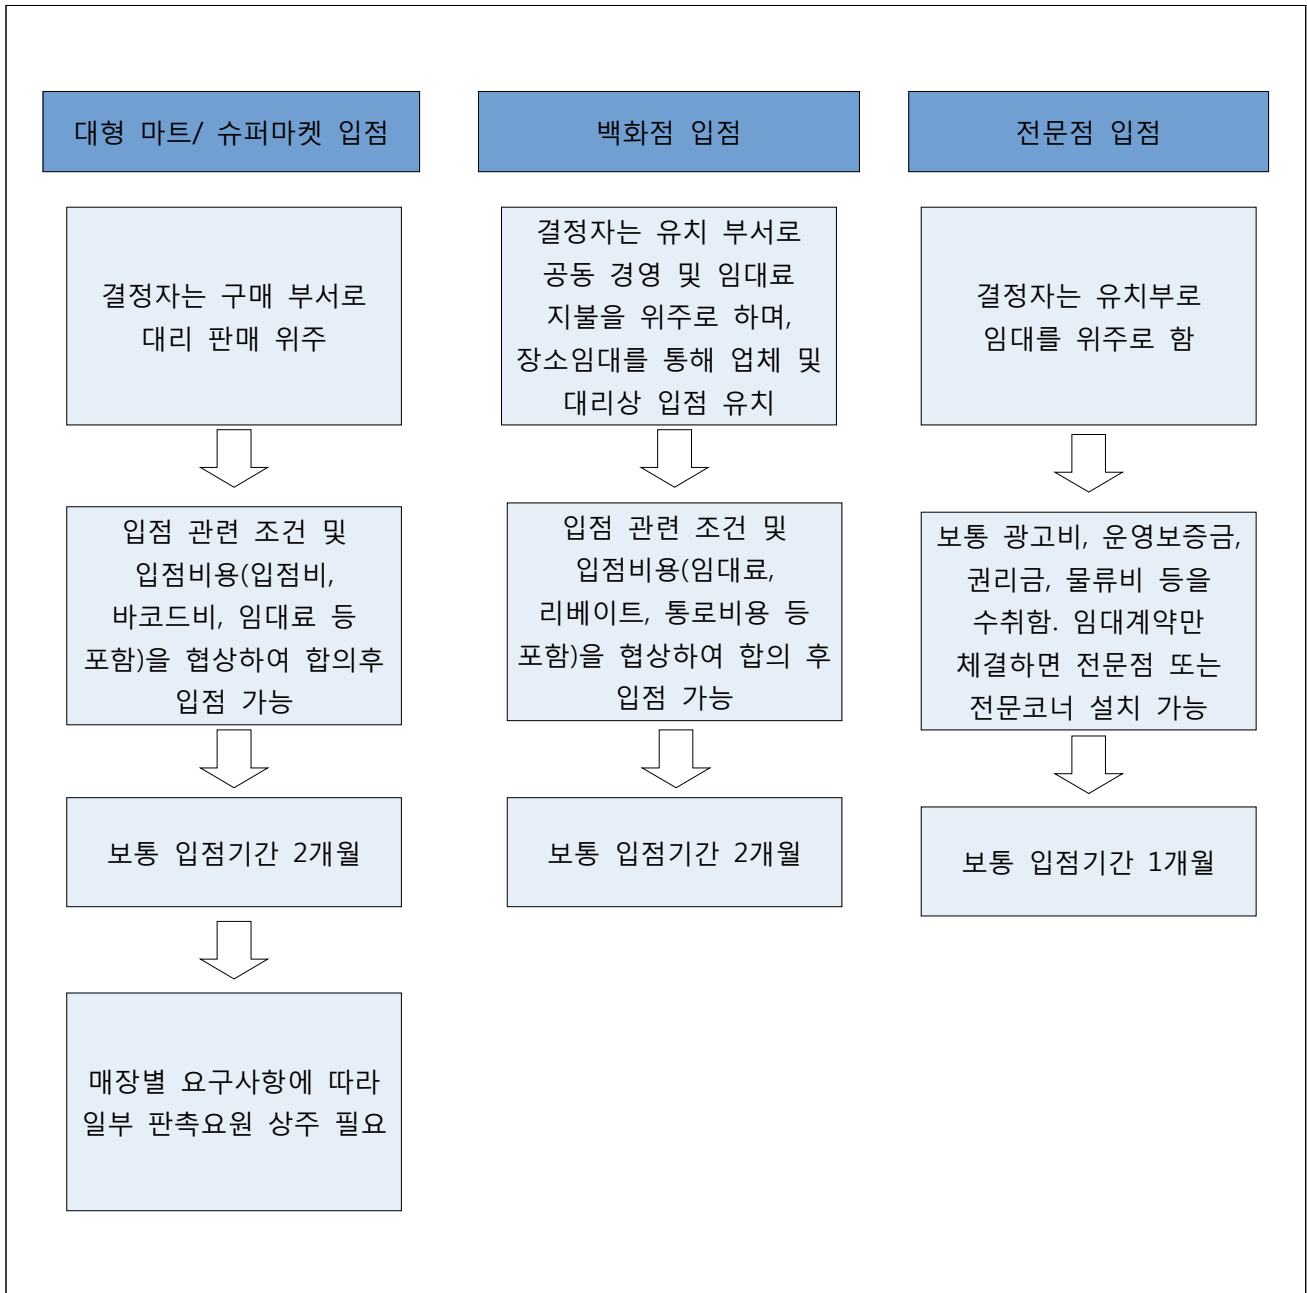 대형 마트/ 슈퍼마켓 입점
결정자는 구매 부서로
대리 판매 위주
입점 관련 조건 및
입점비용(입점비,
바코드비, 임대료 등
포함)을 협상하여 합의후
입점 가능
보통 입점기간 2개월
매장별 요구사항에 따라
일부 판촉요원 상주 필요
백화점 입점
결정자는 유치 부서로
공동 경영 및 임대료
지불을 위주로 하며,
장소임대를 통해 업체 및
대리상 입점 유치
입점 관련 조건 및
입점비용(임대료,
리베이트, 통로비용 등
포함)을 협상하여 합의 후
입점 가능
보통 입점기간 2개월
전문점 입점
결정자는 유치부로
임대를 위주로 함
보통 광고비, 운영보증금,
권리금, 물류비 등을
수취함. 임대계약만
체결하면 전문점 또는
전문코너 설치 가능
보통 입점기간 1개월